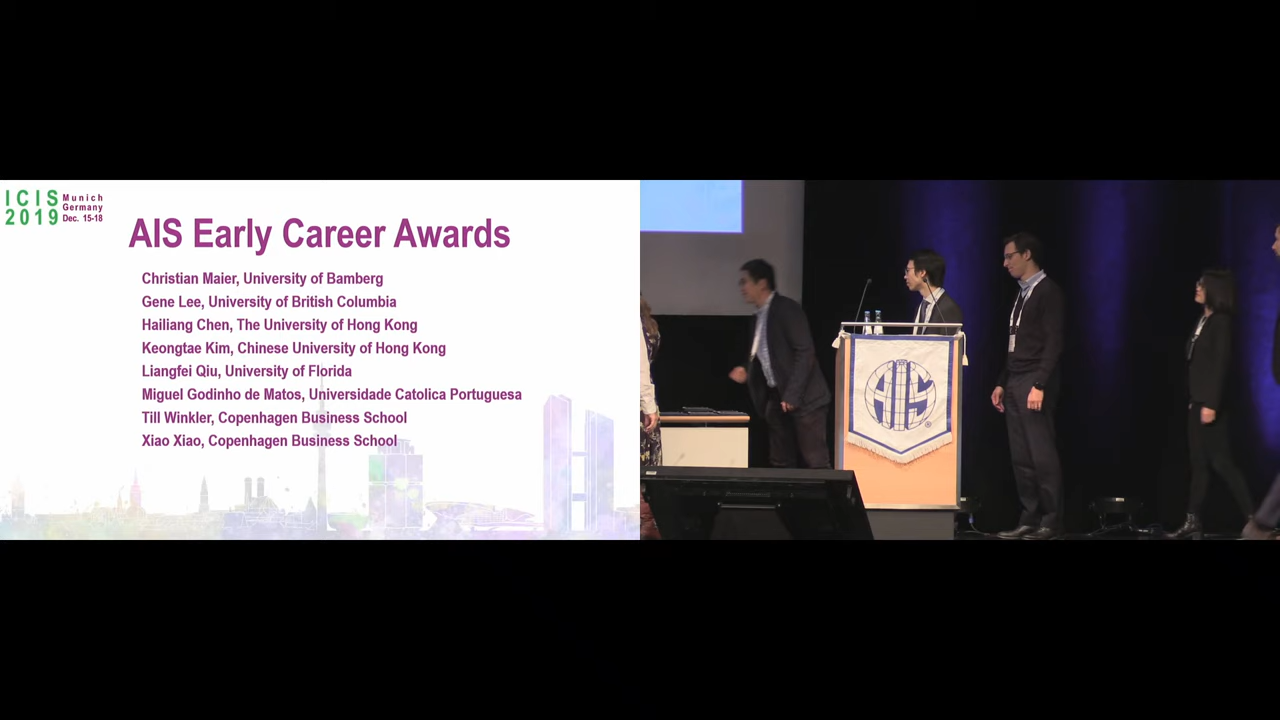 ICIS
2019
Munich
Germany
Dec. 15-18
AIS Early Career Awards
Christian Maier, University of Bamberg
Gene Lee, University of British Columbia
Hailiang Chen, The University of Hong Kong
Keongtae Kim, Chinese University of Hong Kong
Liangfei Qiu, University of Florida
Miguel Godinho de Matos, Universidade Catolica Portuguesa
Till Winkler, Copenhagen Business School
Xiao Xiao, Copenhagen Business School
AIS
®